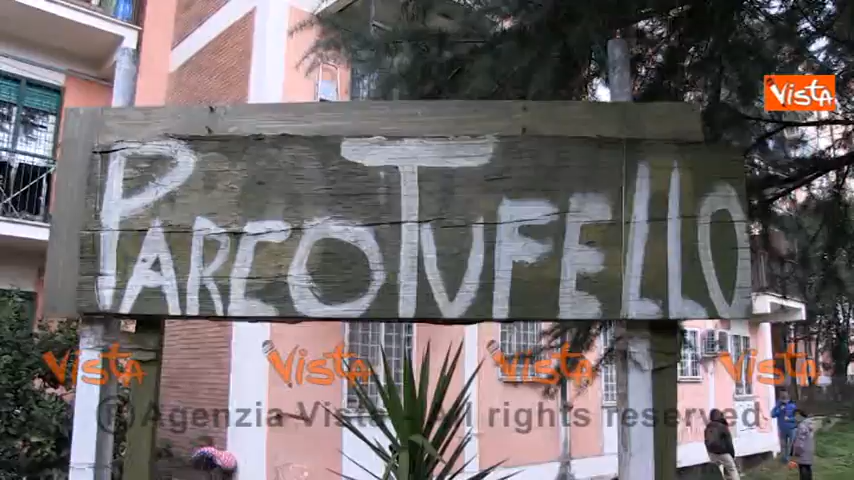 Vista
Vista
PARCO TUFELLO
Vista Vista Vista Vista
©Agenzia Vista - All rights reserved